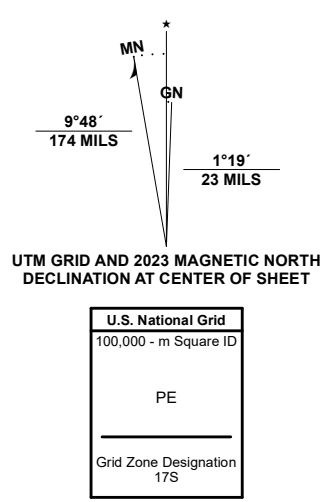 MN
GN
9°48´
174 MILS
1°19´
23 MILS
UTM GRID AND 2023 MAGNETIC NORTH
DECLINATION AT CENTER OF SHEET
U.S. National Grid
100,000 - m Square ID
PE
Grid Zone Designation
17S